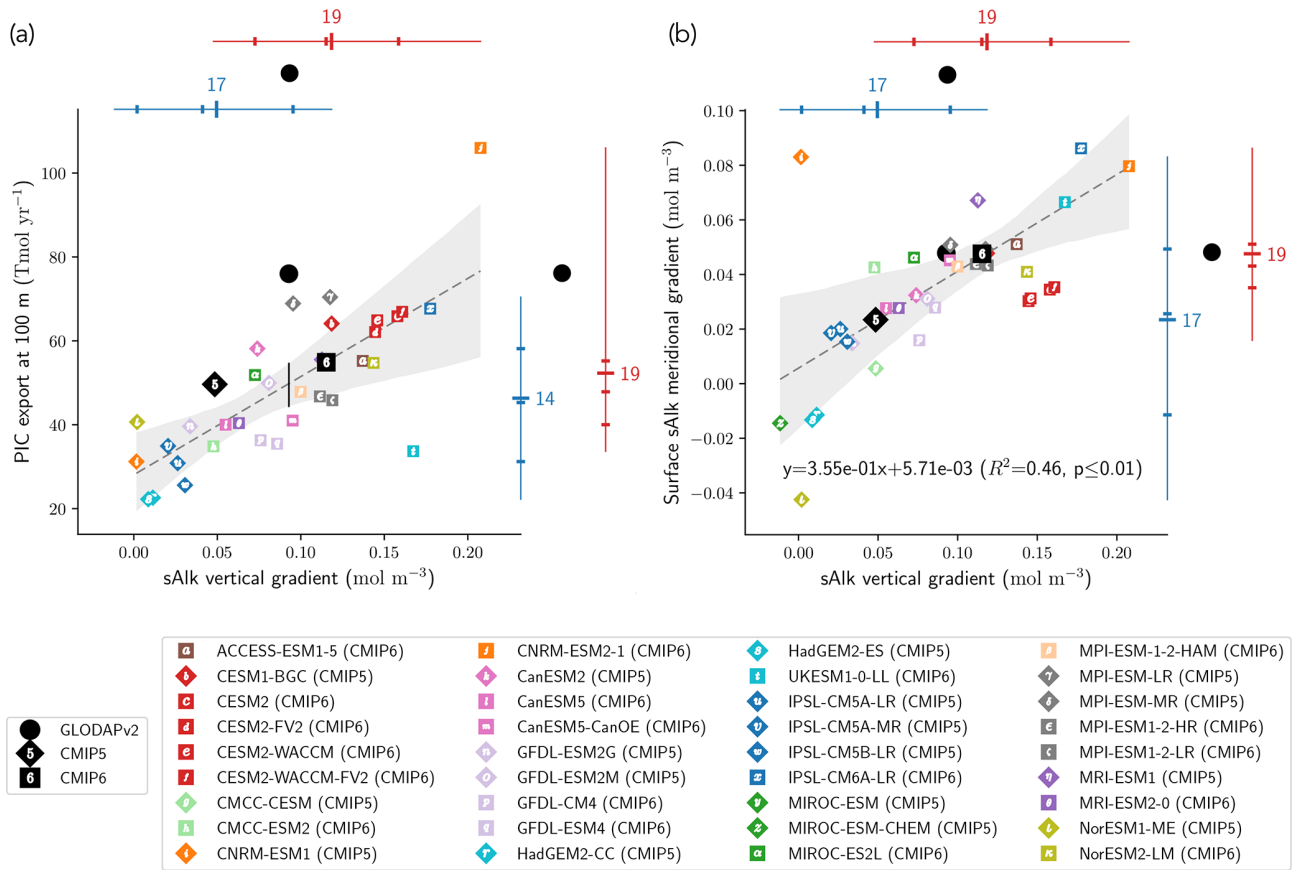 (a)
19
17
PIC export at 100 m (Tmol yr⁻¹)
100
80
60
40
20
0.00 0.05 0.10 0.15 0.20
sAlk vertical gradient (mol m⁻³)
5
6
14
19
(b)
19
17
Surface sAlk meridional gradient (mol m⁻³)
0.10
0.08
0.06
0.04
0.02
0.00
−0.02
−0.04
y=3.55e-01x+5.71e-03 (R²=0.46, p≤0.01)
0.00 0.05 0.10 0.15 0.20
sAlk vertical gradient (mol m⁻³)
5
6
17
19
GLODAPv2
5 CMIP5
6 CMIP6
a ACCESS-ESM1-5 (CMIP6)
b CESM1-BGC (CMIP5)
c CESM2 (CMIP6)
d CESM2-FV2 (CMIP6)
e CESM2-WACCM (CMIP6)
f CESM2-WACCM-FV2 (CMIP6)
g CMCC-CESM (CMIP5)
h CMCC-ESM2 (CMIP6)
i CNRM-ESM1 (CMIP5)
j CNRM-ESM2-1 (CMIP6)
k CanESM2 (CMIP5)
l CanESM5 (CMIP6)
m CanESM5-CanOE (CMIP6)
n GFDL-ESM2G (CMIP5)
o GFDL-ESM2M (CMIP5)
p GFDL-CM4 (CMIP6)
q GFDL-ESM4 (CMIP6)
r HadGEM2-CC (CMIP5)
s HadGEM2-ES (CMIP5)
t UKESM1-0-LL (CMIP6)
u IPSL-CM5A-LR (CMIP5)
v IPSL-CM5A-MR (CMIP5)
w IPSL-CM5B-LR (CMIP5)
x IPSL-CM6A-LR (CMIP6)
y MIROC-ESM (CMIP5)
z MIROC-ESM-CHEM (CMIP5)
α MIROC-ES2L (CMIP6)
β MPI-ESM-1-2-HAM (CMIP6)
γ MPI-ESM-LR (CMIP5)
δ MPI-ESM-MR (CMIP5)
ϵ MPI-ESM1-2-HR (CMIP6)
ζ MPI-ESM1-2-LR (CMIP6)
η MRI-ESM1 (CMIP5)
θ MRI-ESM2-0 (CMIP6)
ι NorESM1-ME (CMIP5)
κ NorESM2-LM (CMIP6)